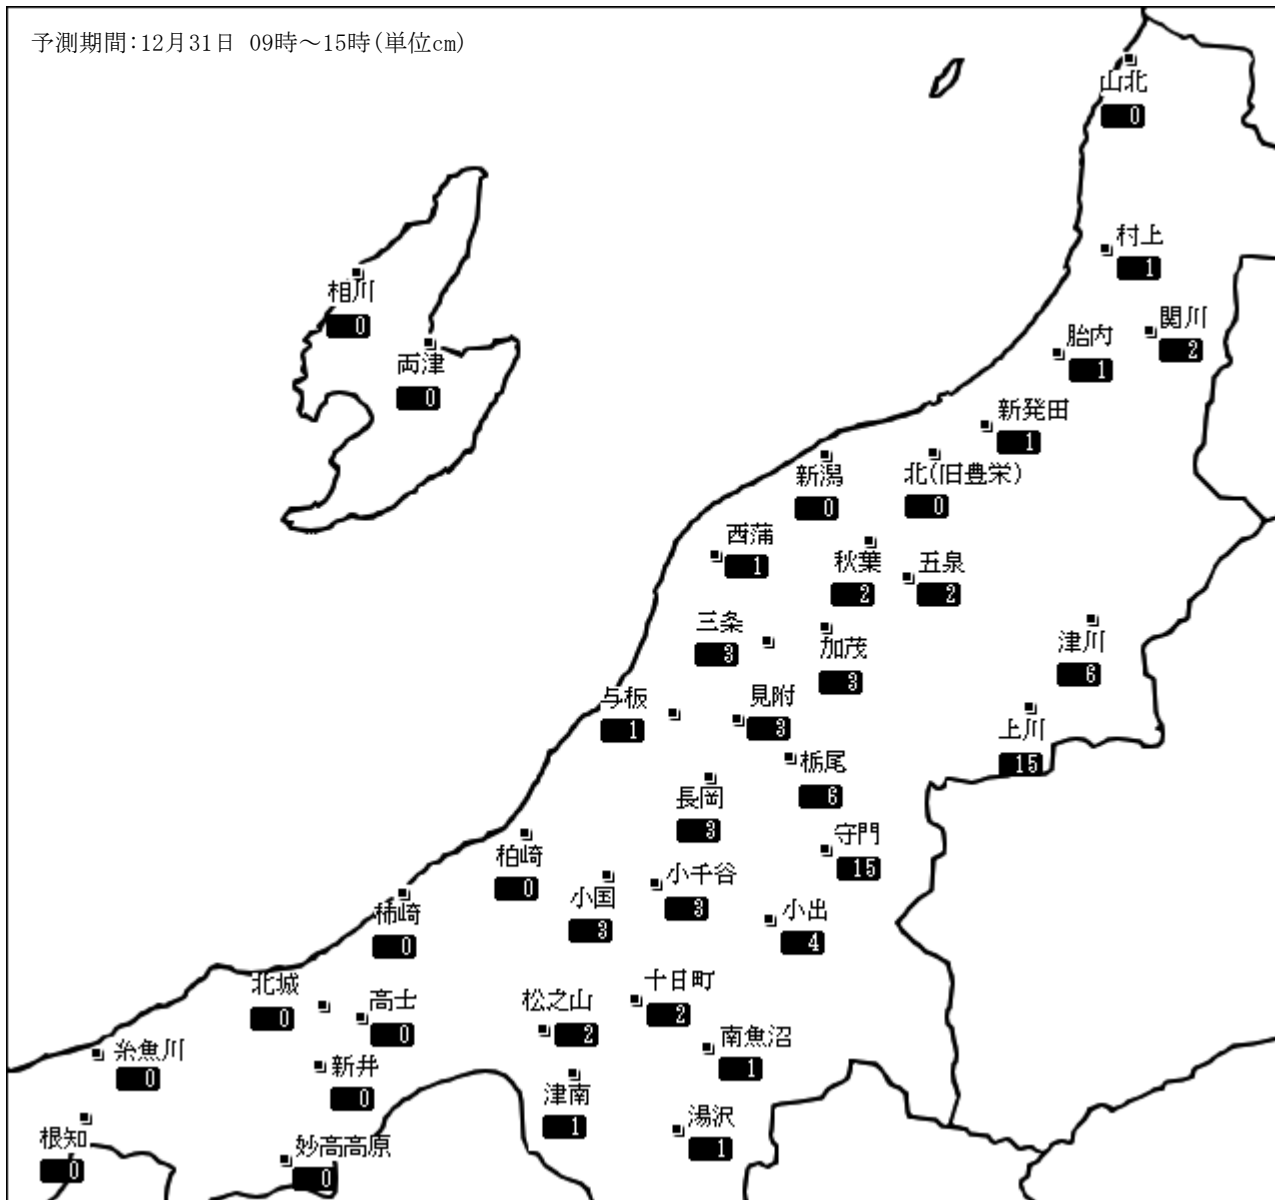 予測期間:12月31日 09時～15時(単位cm)
山北
0
村上
1
相川
0
関川
2
胎内
1
両津
0
新発田
1
新潟
0
北(旧豊栄)
0
西蒲
1
秋葉
2
五泉
2
三条
3
加茂
3
津川
6
与板
1
見附
3
上川
15
栃尾
6
長岡
3
守門
15
柏崎
0
小国
3
小千谷
3
小出
4
柿崎
0
北城
0
高士
0
松之山
2
十日町
2
南魚沼
1
糸魚川
0
新井
0
津南
1
湯沢
1
根知
0
妙高高原
0